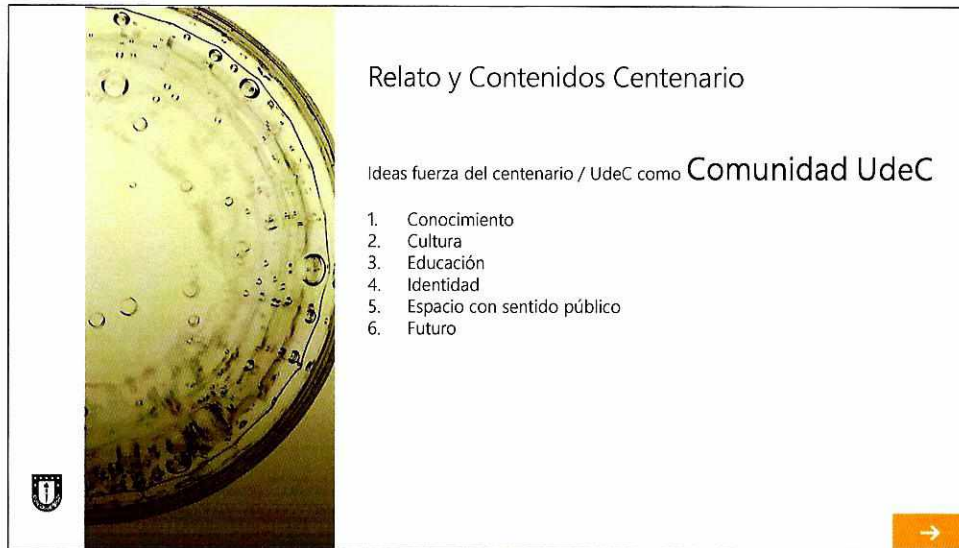 Relato y Contenidos Centenario
Ideas fuerza del centenario / UdeC como Comunidad UdeC
1. Conocimiento
2. Cultura
3. Educación
4. Identidad
5. Espacio con sentido público
6. Futuro